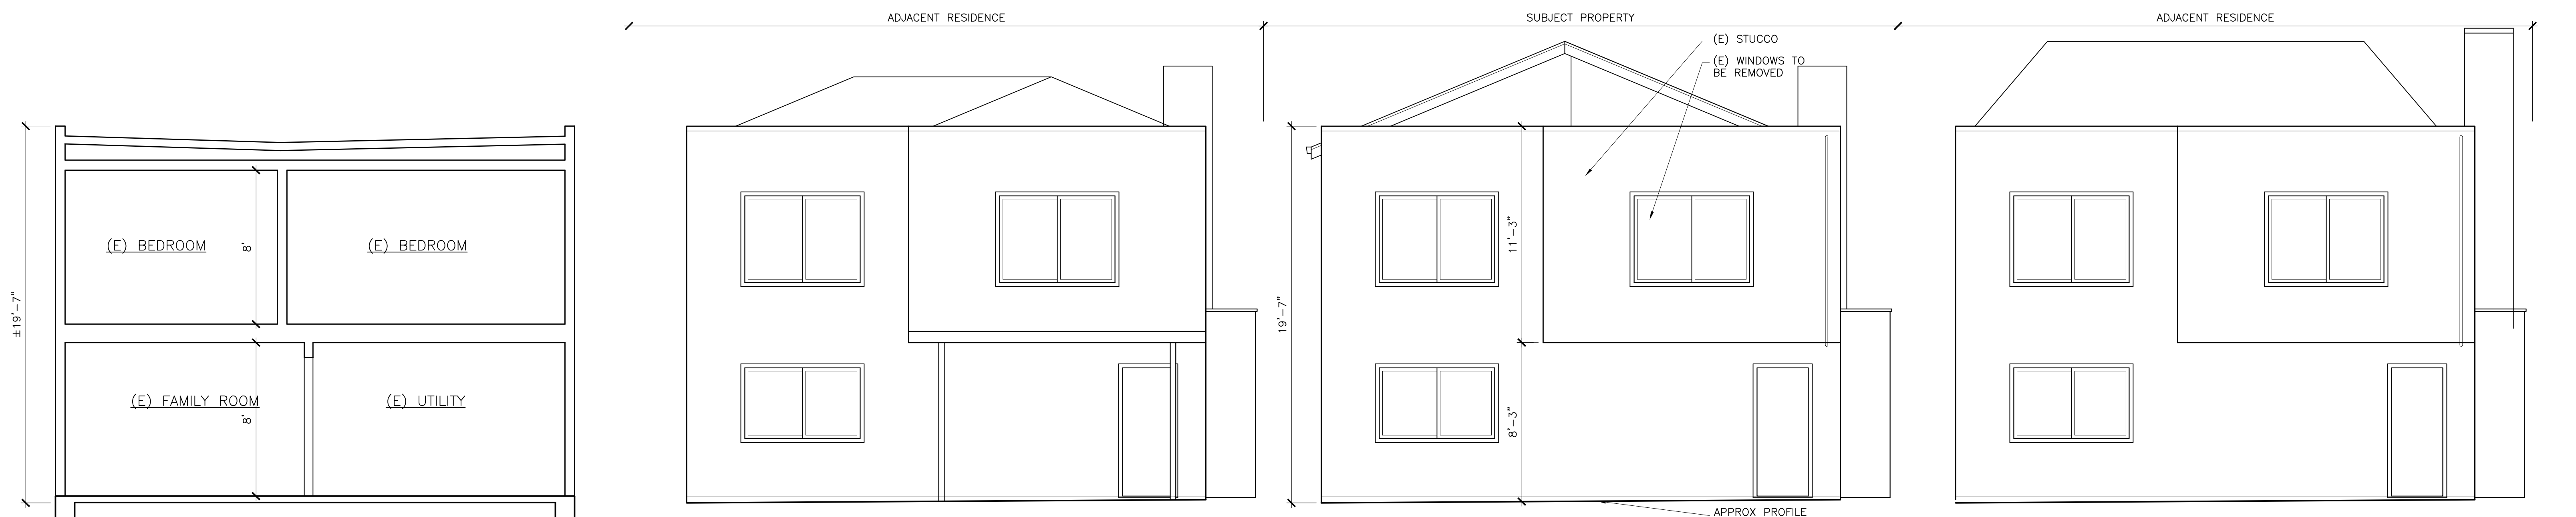 ADJACENT RESIDENCE
SUBJECT PROPERTY
ADJACENT RESIDENCE
(E) STUCCO
(E) WINDOWS TO
BE REMOVED
(E) BEDROOM
8'
(E) BEDROOM
±19'-7"
(E) FAMILY ROOM
8'
(E) UTILITY
19'-7"
11'-3"
8'-3"
APPROX PROFILE